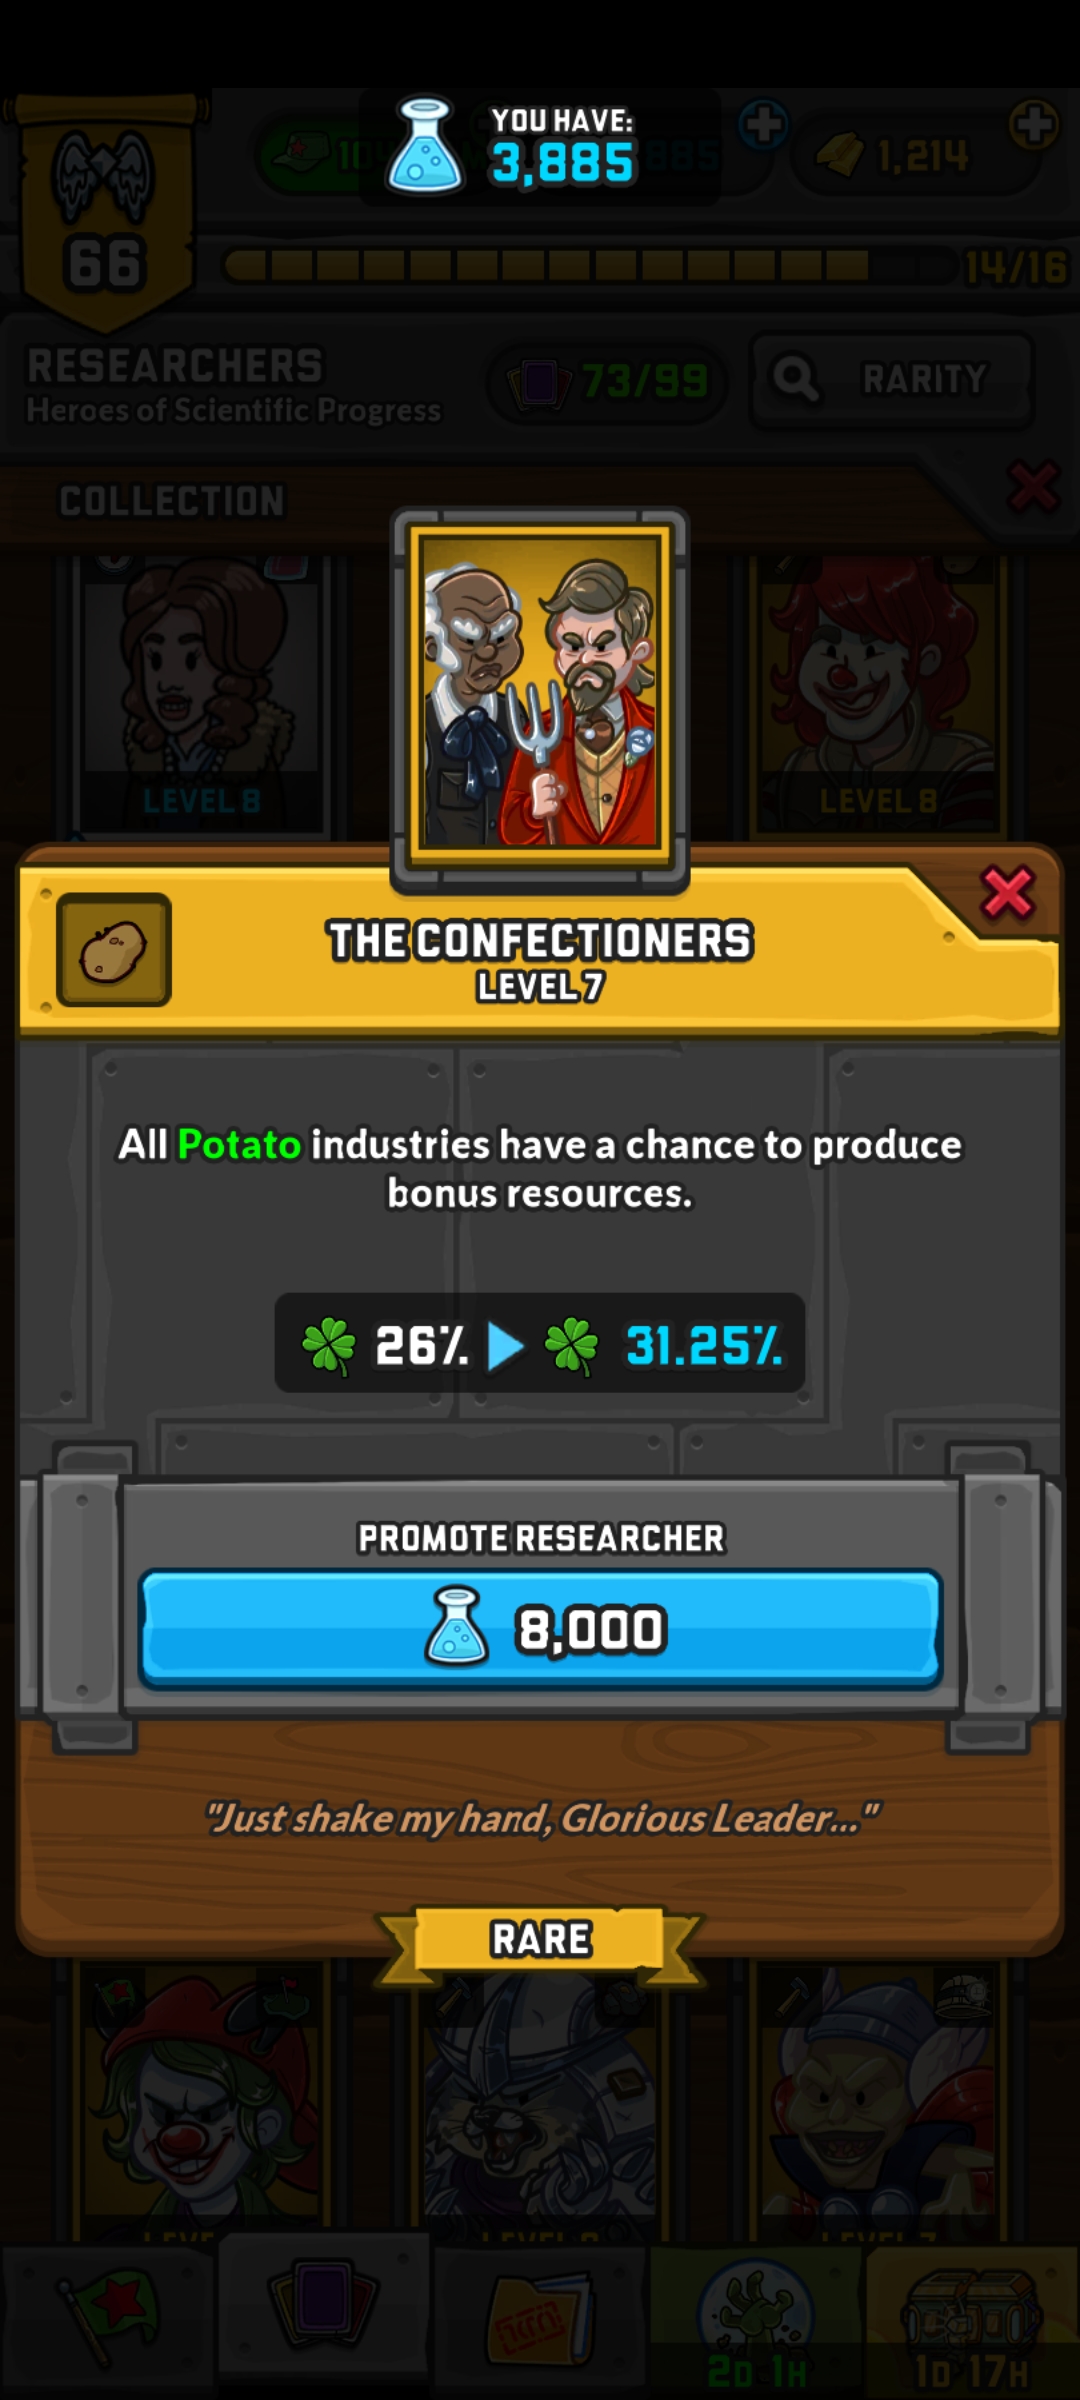 YOU HAVE:
3,885
1,214
66
14/16
RESEARCHERS
Heroes of Scientific Progress
73/99
RARITY
COLLECTION
LEVEL 8
LEVEL 8
THE CONFECTIONERS
LEVEL 7
All Potato industries have a chance to produce
bonus resources.
26% 31.25%
PROMOTE RESEARCHER
8,000
"Just shake my hand, Glorious Leader..."
RARE
LEVEL 7
2D 1H
1D 17H